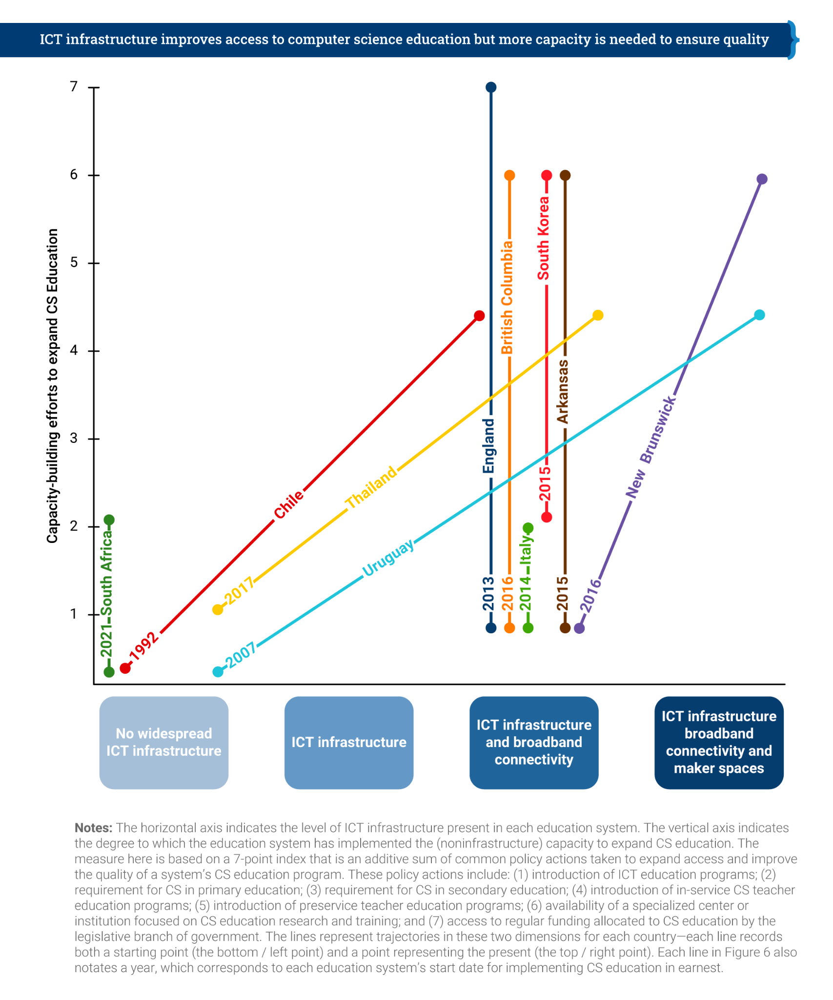 ICT infrastructure improves access to computer science education but more capacity is needed to ensure quality
Capacity-building efforts to expand CS Education
7
6
5
4
3
2
1
2021
South Africa
1992
Chile
2017
Thailand
2007
Uruguay
2013
England
2016
British Columbia
2014
Italy
2015
South Korea
2015
Arkansas
2016
New Brunswick
No widespread
ICT infrastructure
ICT infrastructure
ICT infrastructure
and broadband
connectivity
ICT infrastructure
broadband
connectivity and
maker spaces
Notes: The horizontal axis indicates the level of ICT infrastructure present in each education system. The vertical axis indicates
the degree to which the education system has implemented the (noninfrastructure) capacity to expand CS education. The
measure here is based on a 7-point index that is an additive sum of common policy actions taken to expand access and improve
the quality of a system’s CS education program. These policy actions include: (1) introduction of ICT education programs; (2)
requirement for CS in primary education; (3) requirement for CS in secondary education; (4) introduction of in-service CS teacher
education programs; (5) introduction of preservice teacher education programs; (6) availability of a specialized center or
institution focused on CS education research and training; and (7) access to regular funding allocated to CS education by the
legislative branch of government. The lines represent trajectories in these two dimensions for each country—each line records
both a starting point (the bottom / left point) and a point representing the present (the top / right point). Each line in Figure 6 also
notates a year, which corresponds to each education system’s start date for implementing CS education in earnest.